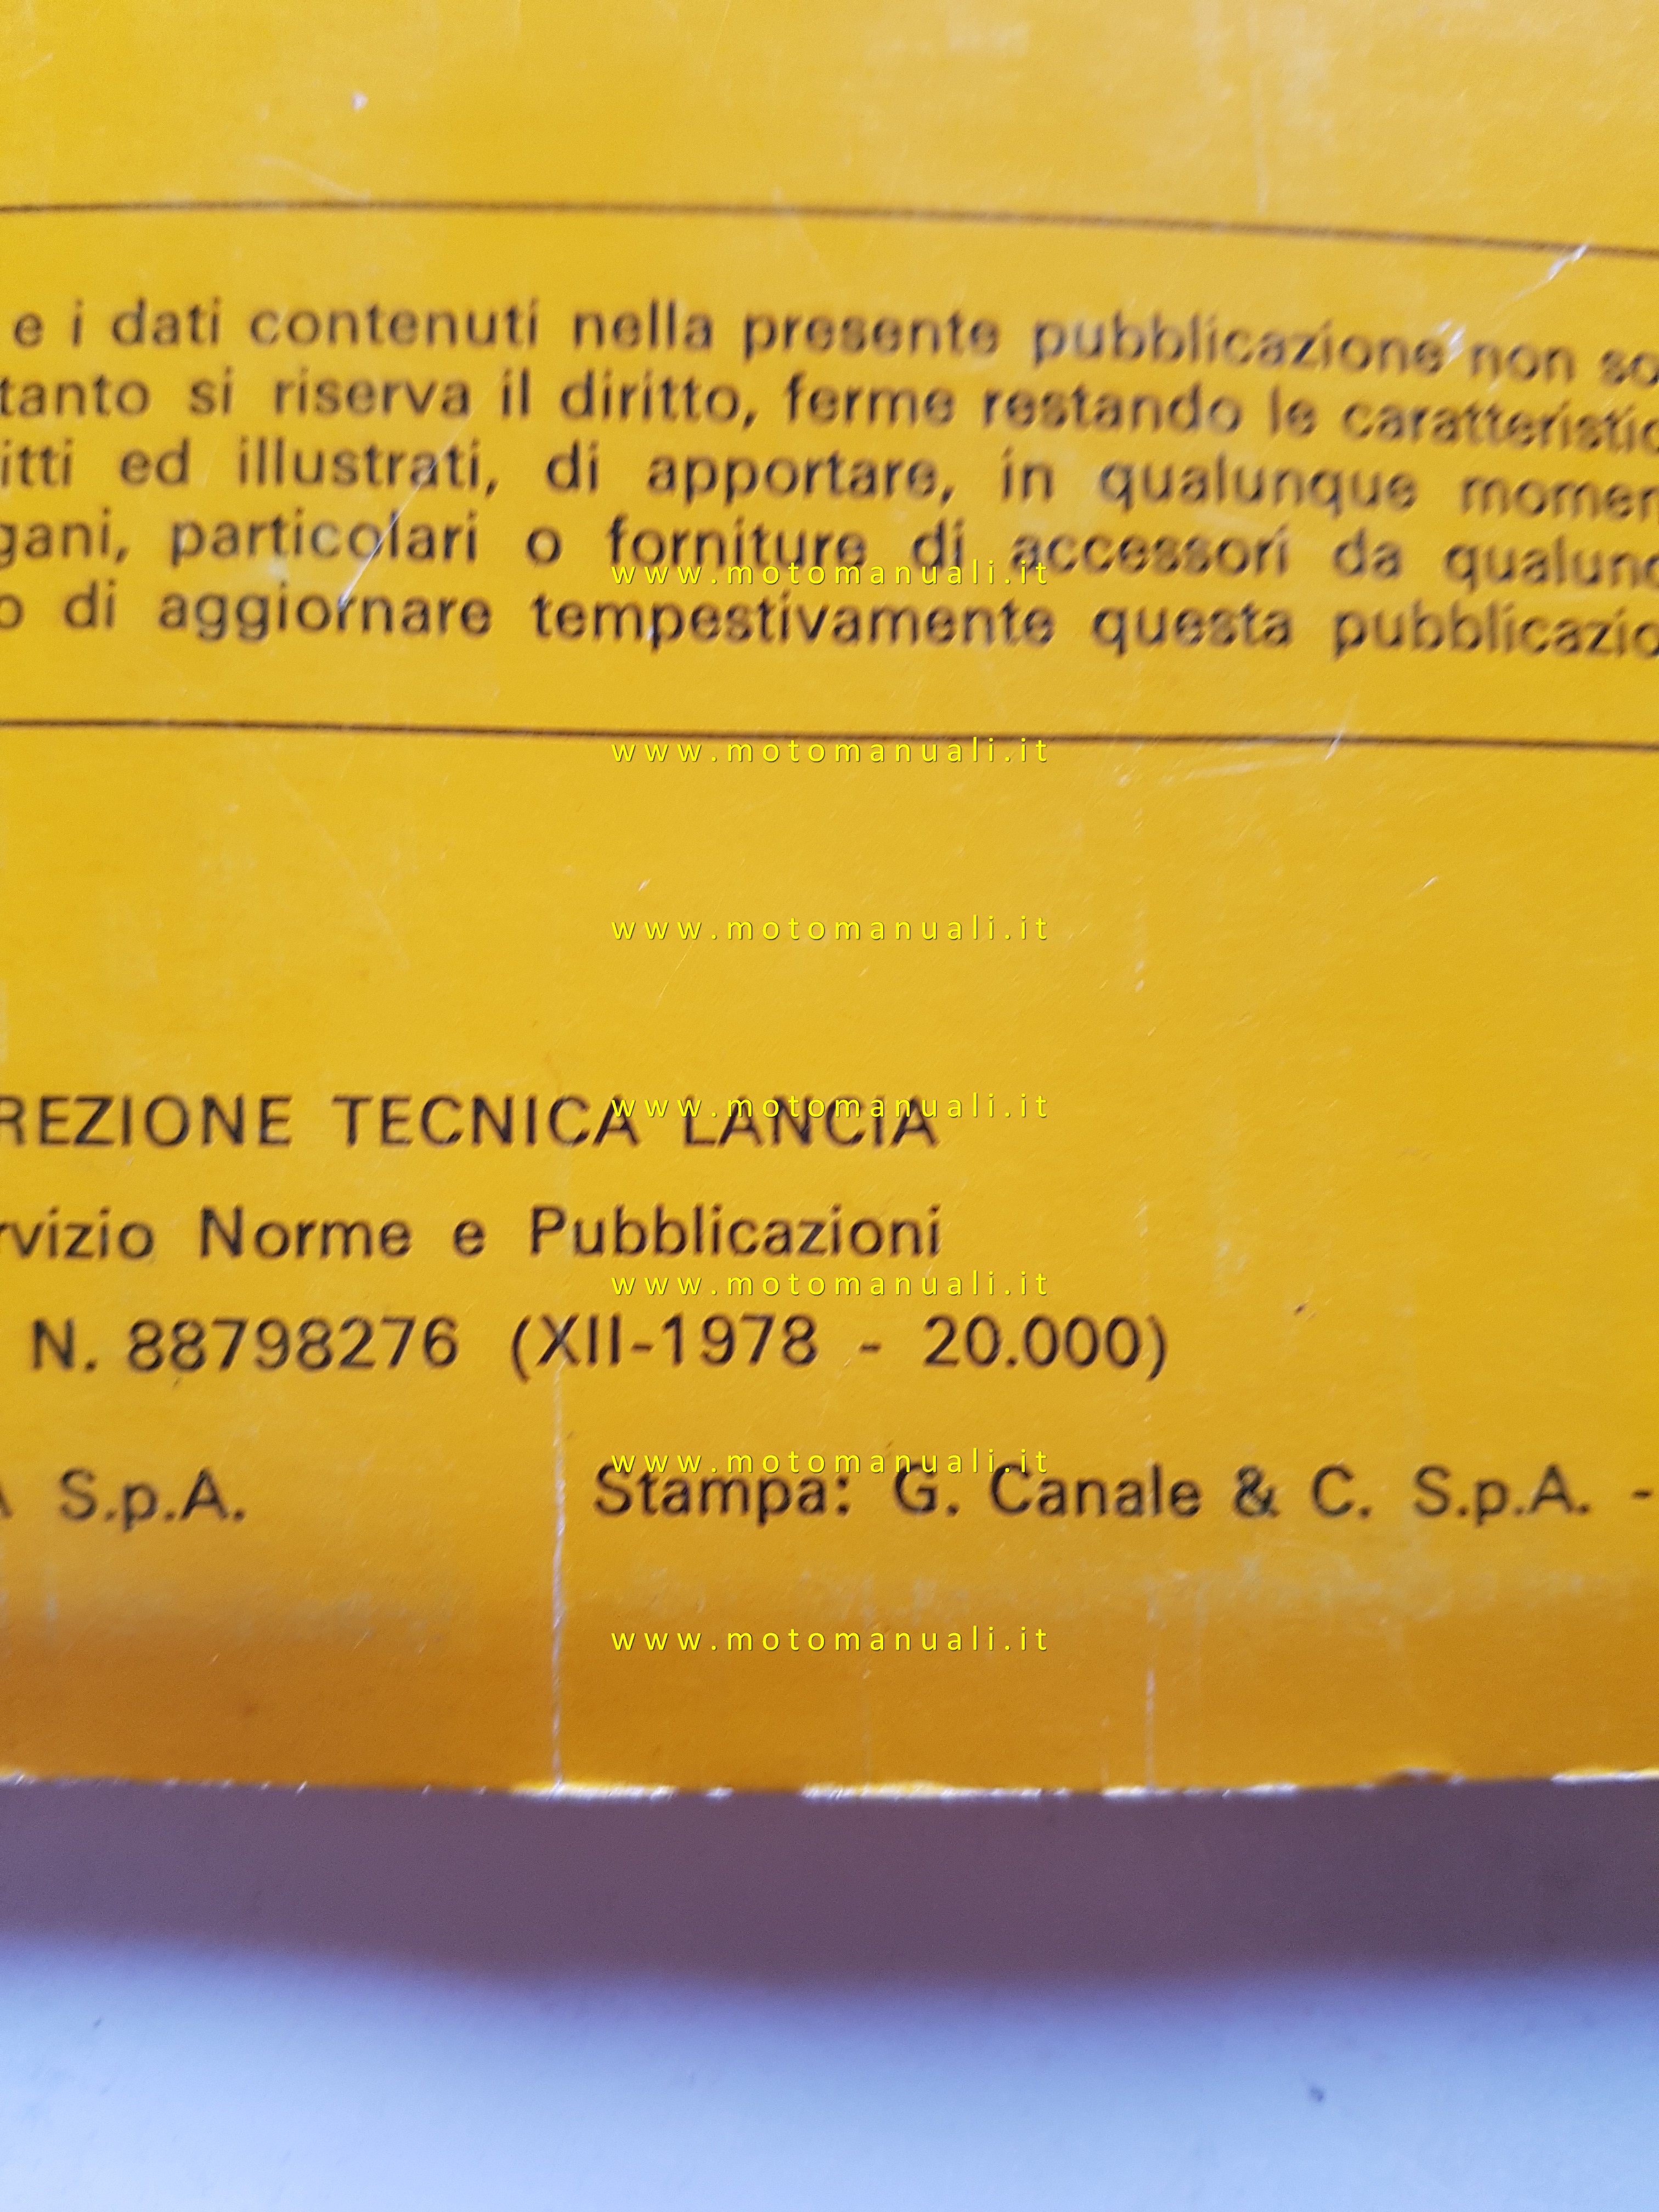 e i dati contenuti nella presente pubblicazione non so
tanto si riserva il diritto, ferme restando le caratteristic
itti ed illustrati, di apportare, in qualunque momen
gani, particolari o forniture di accessori da qualunq
www.motomanuali.it
o di aggiornare tempestivamente questa pubblicazio
www.motomanuali.it
www.motomanuali.it
REZIONE TECNICA LANCIA
www.motomanuali.it
rvizio Norme e Pubblicazioni
www.motomanuali.it
N. 88798276 (XII-1978 - 20.000)
www.motomanuali.it
A S.p.A. Stampa: G. Canale & C. S.p.A. -
www.motomanuali.it